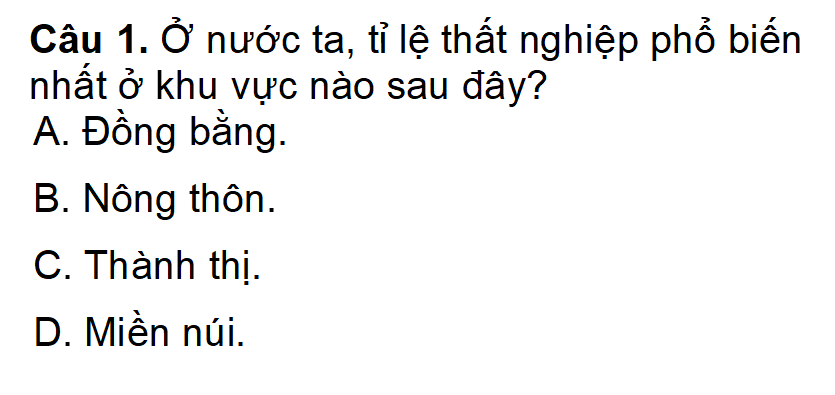 Câu 1. Ở nước ta, tỉ lệ thất nghiệp phổ biến
nhất ở khu vực nào sau đây?
A. Đồng bằng.
B. Nông thôn.
C. Thành thị.
D. Miền núi.